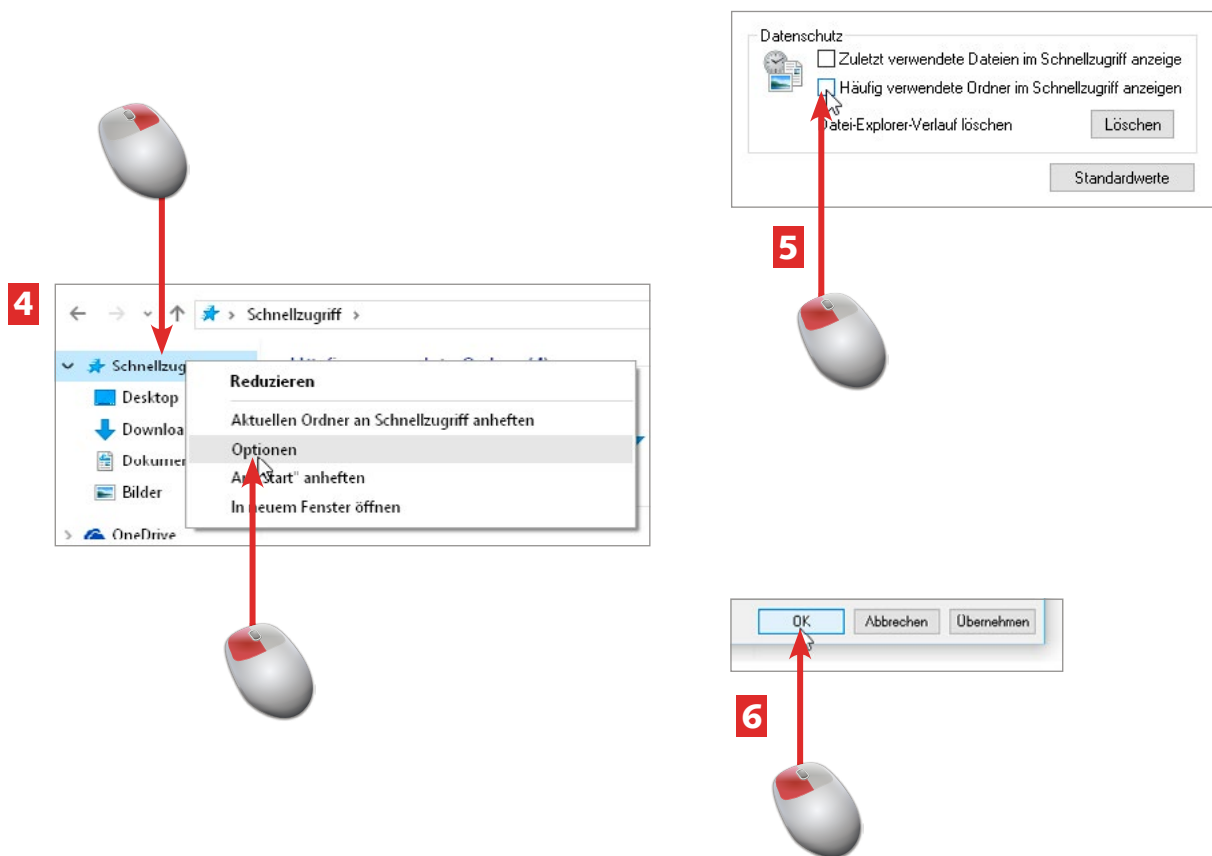 4
Schnellzugriff
Schnellzug
Desktop
Downloa
Dokumen
Bilder
OneDrive
Reduzieren
Aktuellen Ordner an Schnellzugriff anheften
Optionen
An "Start" anheften
In neuem Fenster öffnen
Datenschutz
Zuletzt verwendete Dateien im Schnellzugriff anzeige
Häufig verwendete Ordner im Schnellzugriff anzeigen
Datei-Explorer-Verlauf löschen
Löschen
Standardwerte
5
OK
Abbrechen
Übernehmen
6